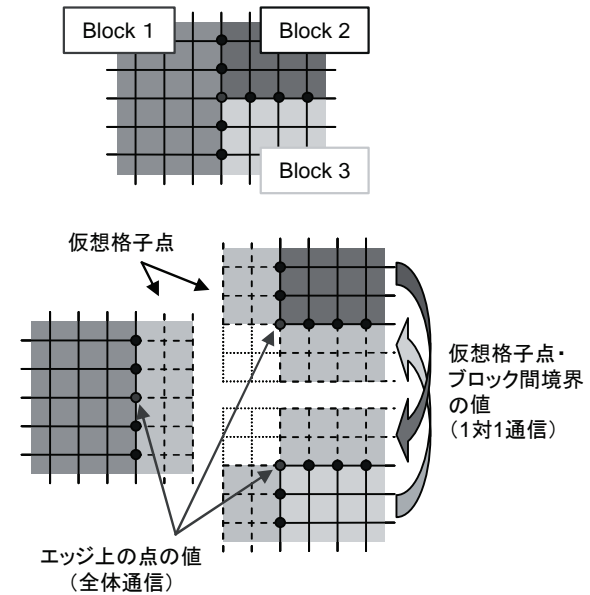 Block 1
Block 2
Block 3
仮想格子点
仮想格子点・
ブロック間境界
の値
（1対1通信）
エッジ上の点の値
（全体通信）